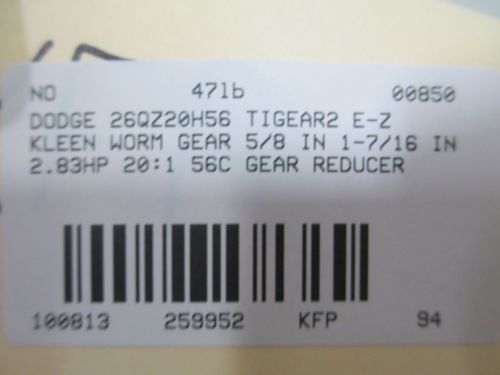 NO 47lb 00850
DODGE 26QZ20H56 TIGEAR2 E-Z
KLEEN WORM GEAR 5/8 IN 1-7/16 IN
2.83HP 20:1 56C GEAR REDUCER
100813 259952 KFP 94